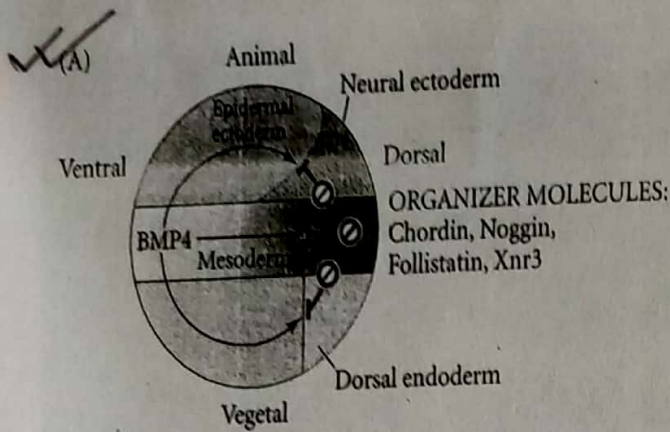 (A)
Animal
Neural ectoderm
Epidermal
ectoderm
Ventral
Dorsal
ORGANIZER MOLECULES:
Chordin, Noggin,
Follistatin, Xnr3
BMP4
Mesoderm
Dorsal endoderm
Vegetal